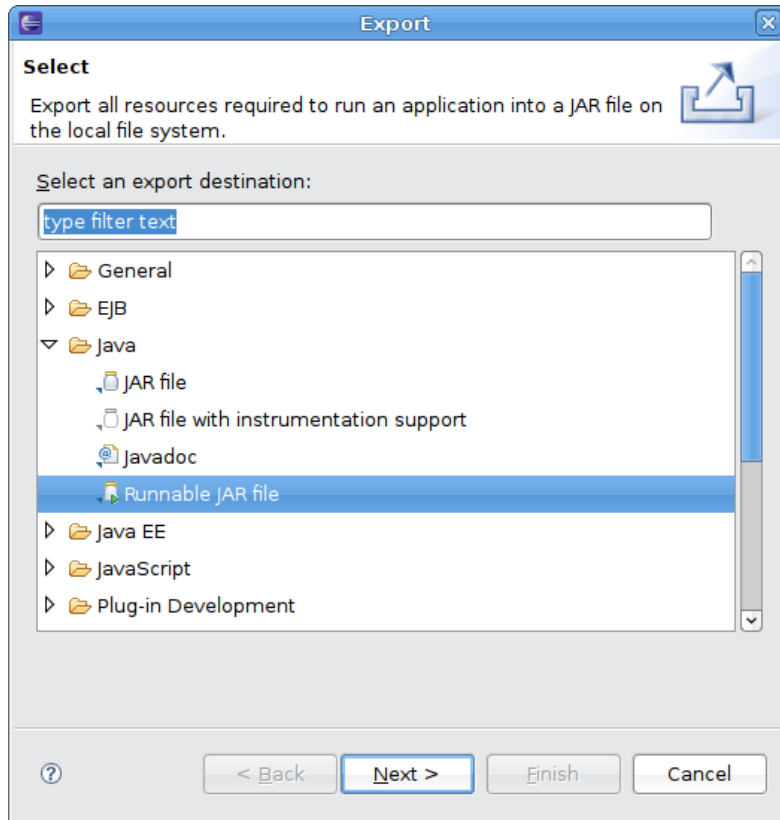 Export
Select
Export all resources required to run an application into a JAR file on
the local file system.
Select an export destination:
type filter text
General
EJB
Java
JAR file
JAR file with instrumentation support
Javadoc
Runnable JAR file
Java EE
JavaScript
Plug-in Development
< Back Next > Finish Cancel